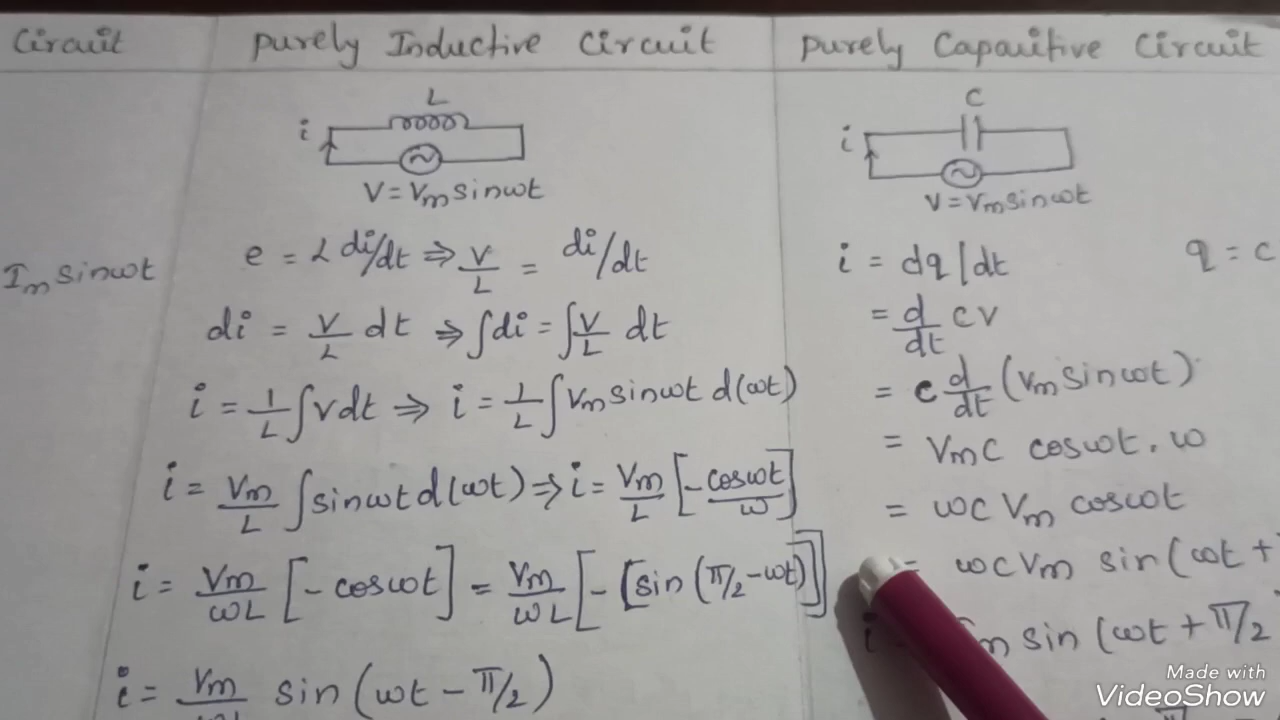 Circuit
Purely Inductive Circuit
Purely Capacitive Circuit
L
i
V = Vm sinωt
C
i
V = Vm sinωt
Im sinωt
e = L di/dt ⇒ V/L = di/dt
di = V/L dt ⇒ ∫di = ∫V/L dt
i = 1/L ∫vdt ⇒ i = 1/L ∫Vm sinωt d(ωt)
i = Vm/L ∫sinωt d(ωt) ⇒ i = Vm/L [-cosωt/ω]
i = Vm/ωL [-cosωt] = Vm/ωL [-[sin(π/2-ωt)]]
i = Vm/ωL sin(ωt - π/2)
i = dq/dt
q = c
= d/dt CV
= C d/dt (Vm sinωt)
= VmC cosωt. ω
= ωC Vm cosωt
= ωCVm sin(ωt +
i = m sin(ωt + π/2
Made with
VideoShow